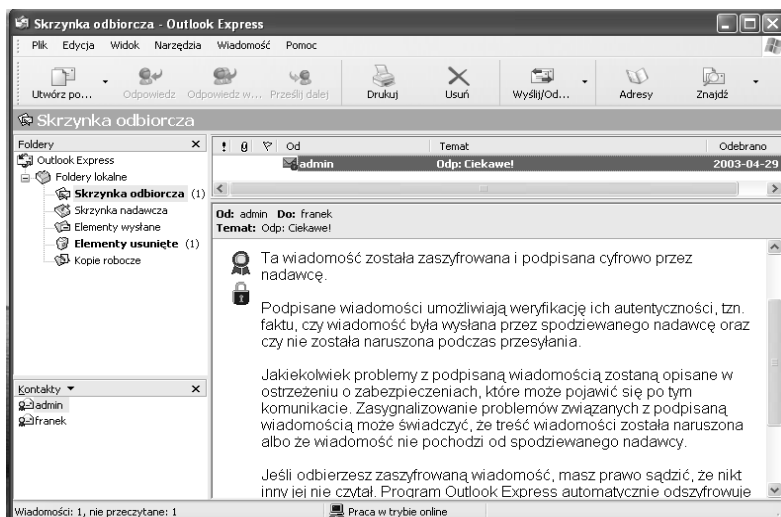 Skrzynka odbiorcza - Outlook Express
Plik Edycja Widok Narzędzia Wiadomość Pomoc
Utwórz po... Odpowiedz Odpowiedz w... Prześlij dalej Drukuj Usuń Wyślij/Od... Adresy Znajdź
Skrzynka odbiorcza
Foldery
Outlook Express
Foldery lokalne
Skrzynka odbiorcza (1)
Skrzynka nadawcza
Elementy wysłane
Elementy usunięte (1)
Kopie robocze
Kontakty
admin
franek
! Od Temat Odebrano
admin Odp: Ciekawe! 2003-04-29
Od: admin Do: franek
Temat: Odp: Ciekawe!
Ta wiadomość została zaszyfrowana i podpisana cyfrowo przez
nadawcę.
Podpisane wiadomości umożliwiają weryfikację ich autentyczności, tzn.
faktu, czy wiadomość była wysłana przez spodziewanego nadawcę oraz
czy nie została naruszona podczas przesyłania.
Jakiekolwiek problemy z podpisaną wiadomością zostaną opisane w
ostrzeżeniu o zabezpieczeniach, które może pojawić się po tym
komunikacie. Zasygnalizowanie problemów związanych z podpisaną
wiadomością może świadczyć, że treść wiadomości została naruszona
albo że wiadomość nie pochodzi od spodziewanego nadawcy.
Jeśli odbierzesz zaszyfrowaną wiadomość, masz prawo sądzić, że nikt
inny jej nie czytał. Program Outlook Express automatycznie odszyfrowuje
Wiadomości: 1, nie przeczytane: 1 Praca w trybie online